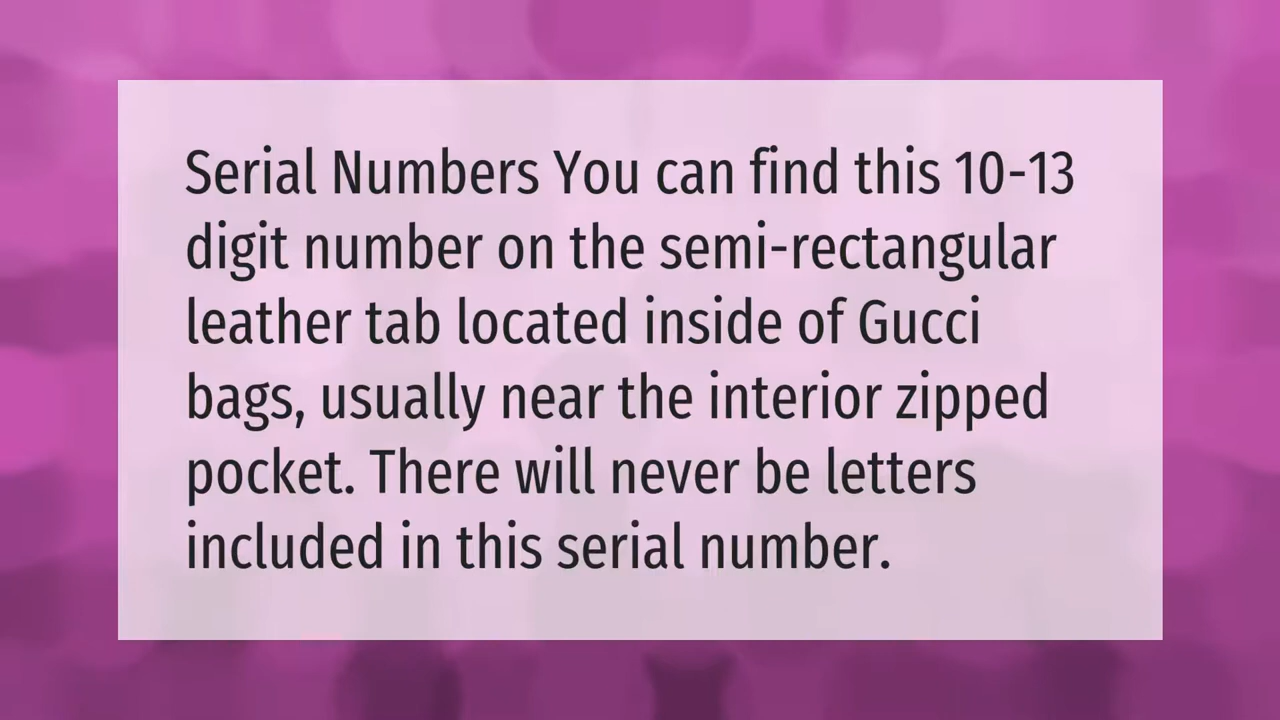 Serial Numbers You can find this 10-13
digit number on the semi-rectangular
leather tab located inside of Gucci
bags, usually near the interior zipped
pocket. There will never be letters
included in this serial number.